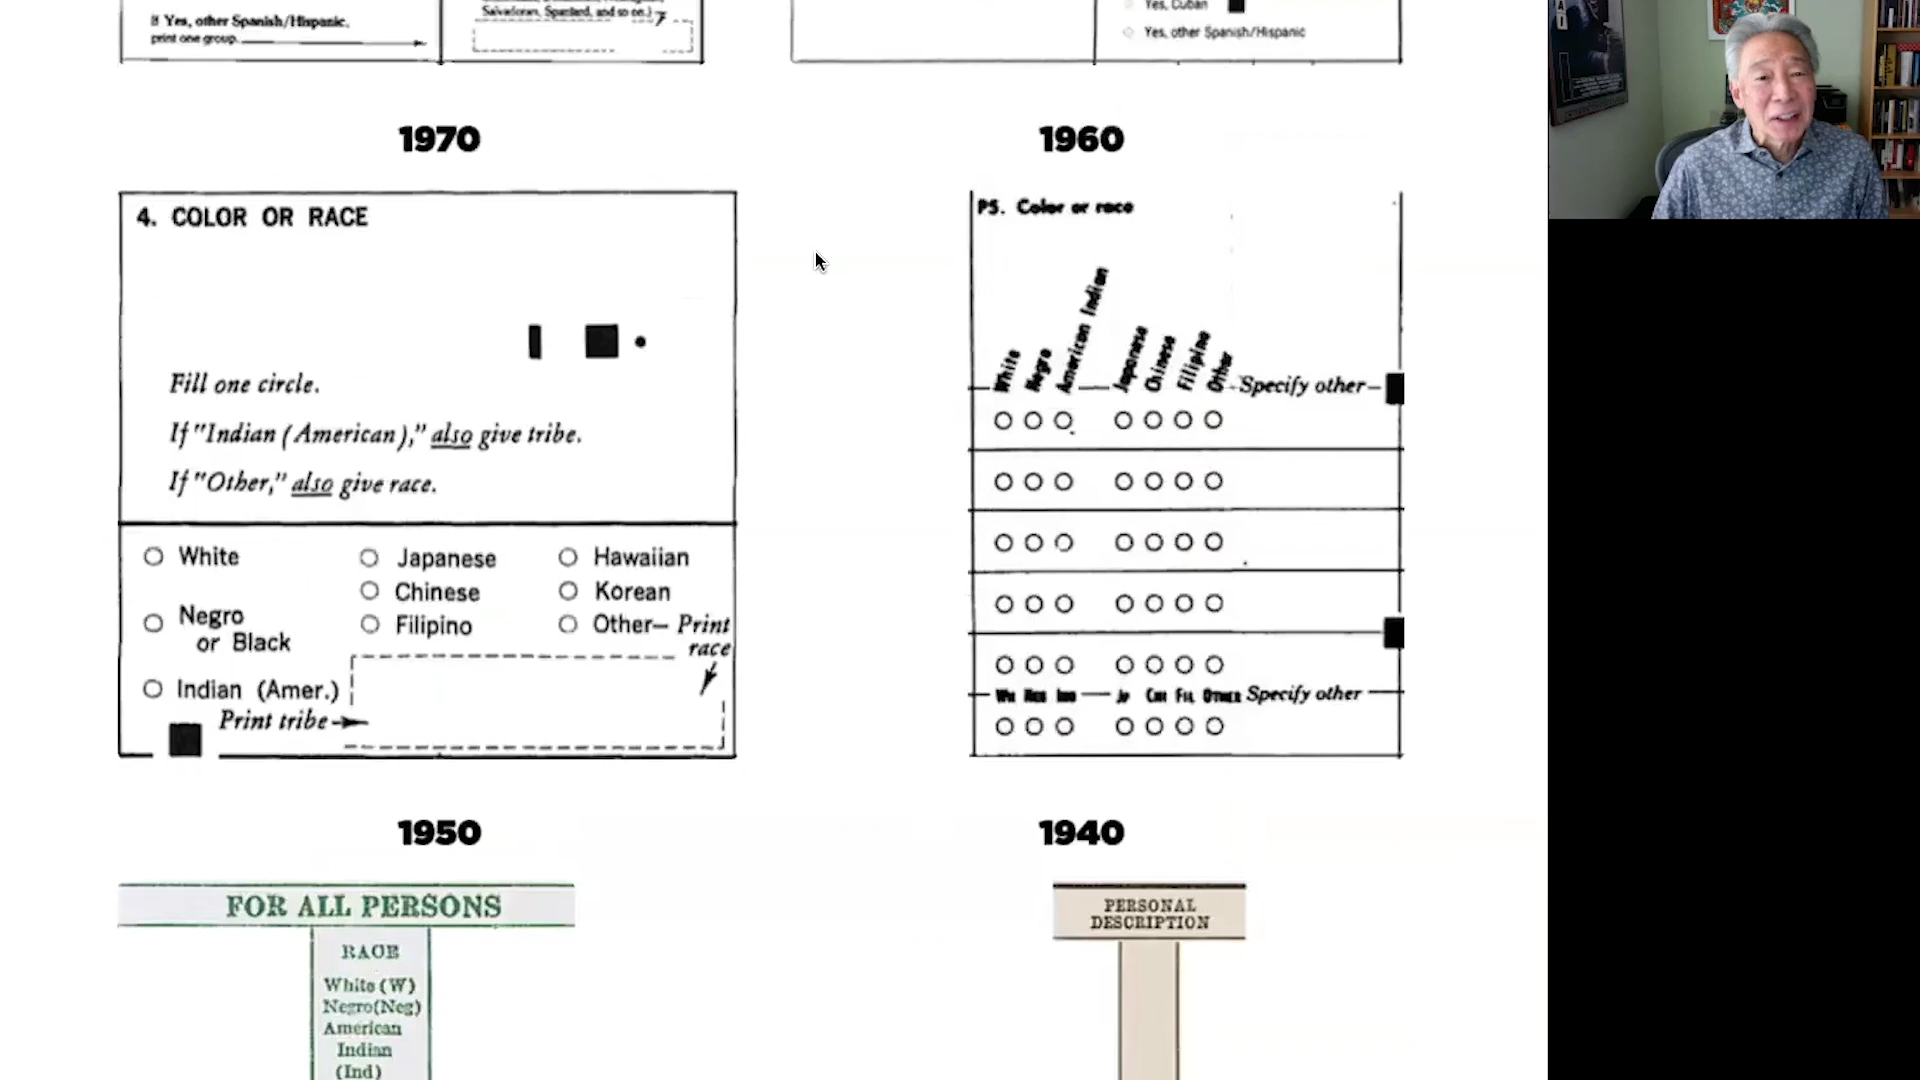 If Yes, other Spanish/Hispanic,
print one group.
Salvadoran, Spaniard, and so on.)
Yes, Cuban
Yes, other Spanish/Hispanic
1970
1960
4. COLOR OR RACE
Fill one circle.
If "Indian (American)," also give tribe.
If "Other," also give race.
White
Japanese
Hawaiian
Chinese
Korean
Negro
or Black
Filipino
Other— Print
race
Indian (Amer.)
Print tribe
P5. Color or race
White
Negro
American Indian
Japanese
Chinese
Filipino
Other
Specify other
Jp Chi Fil Other Specify other
1950
1940
FOR ALL PERSONS
RACE
White (W)
Negro(Neg)
American
Indian
(Ind)
PERSONAL
DESCRIPTION